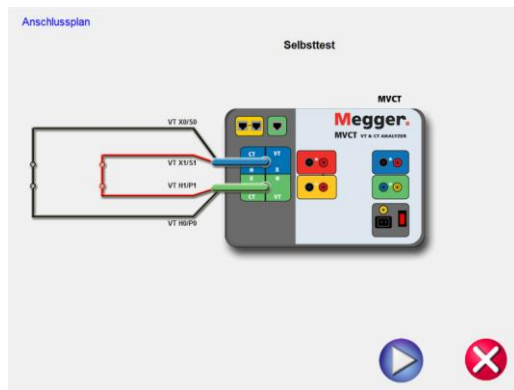 Anschlussplan
Selbsttest
MVCT
VT X0/S0
VT X1/S1
VT H1/P1
VT H0/P0
Megger.
MVCT VT & CT ANALYZER
CT VT
H X
X H
CT VT